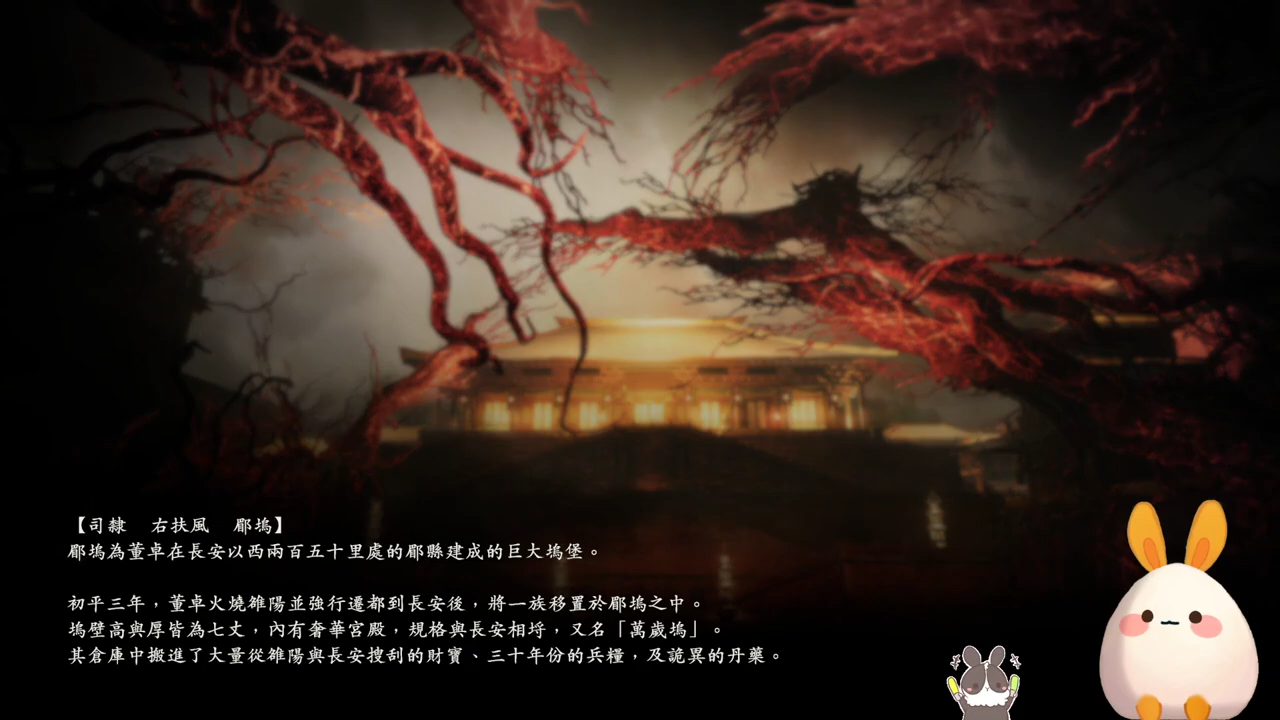 【司隸　右扶風　郿塢】
郿塢為董卓在長安以西兩百五十里處的郿縣建成的巨大塢堡。
初平三年，董卓火燒雒陽並強行遷都到長安後，將一族移置於郿塢之中。
塢壁高與厚皆為七丈，內有奢華宮殿，規格與長安相埒，又名「萬歲塢」。
其倉庫中搬進了大量從雒陽與長安搜刮的財寶、三十年份的兵糧，及詭異的丹藥。